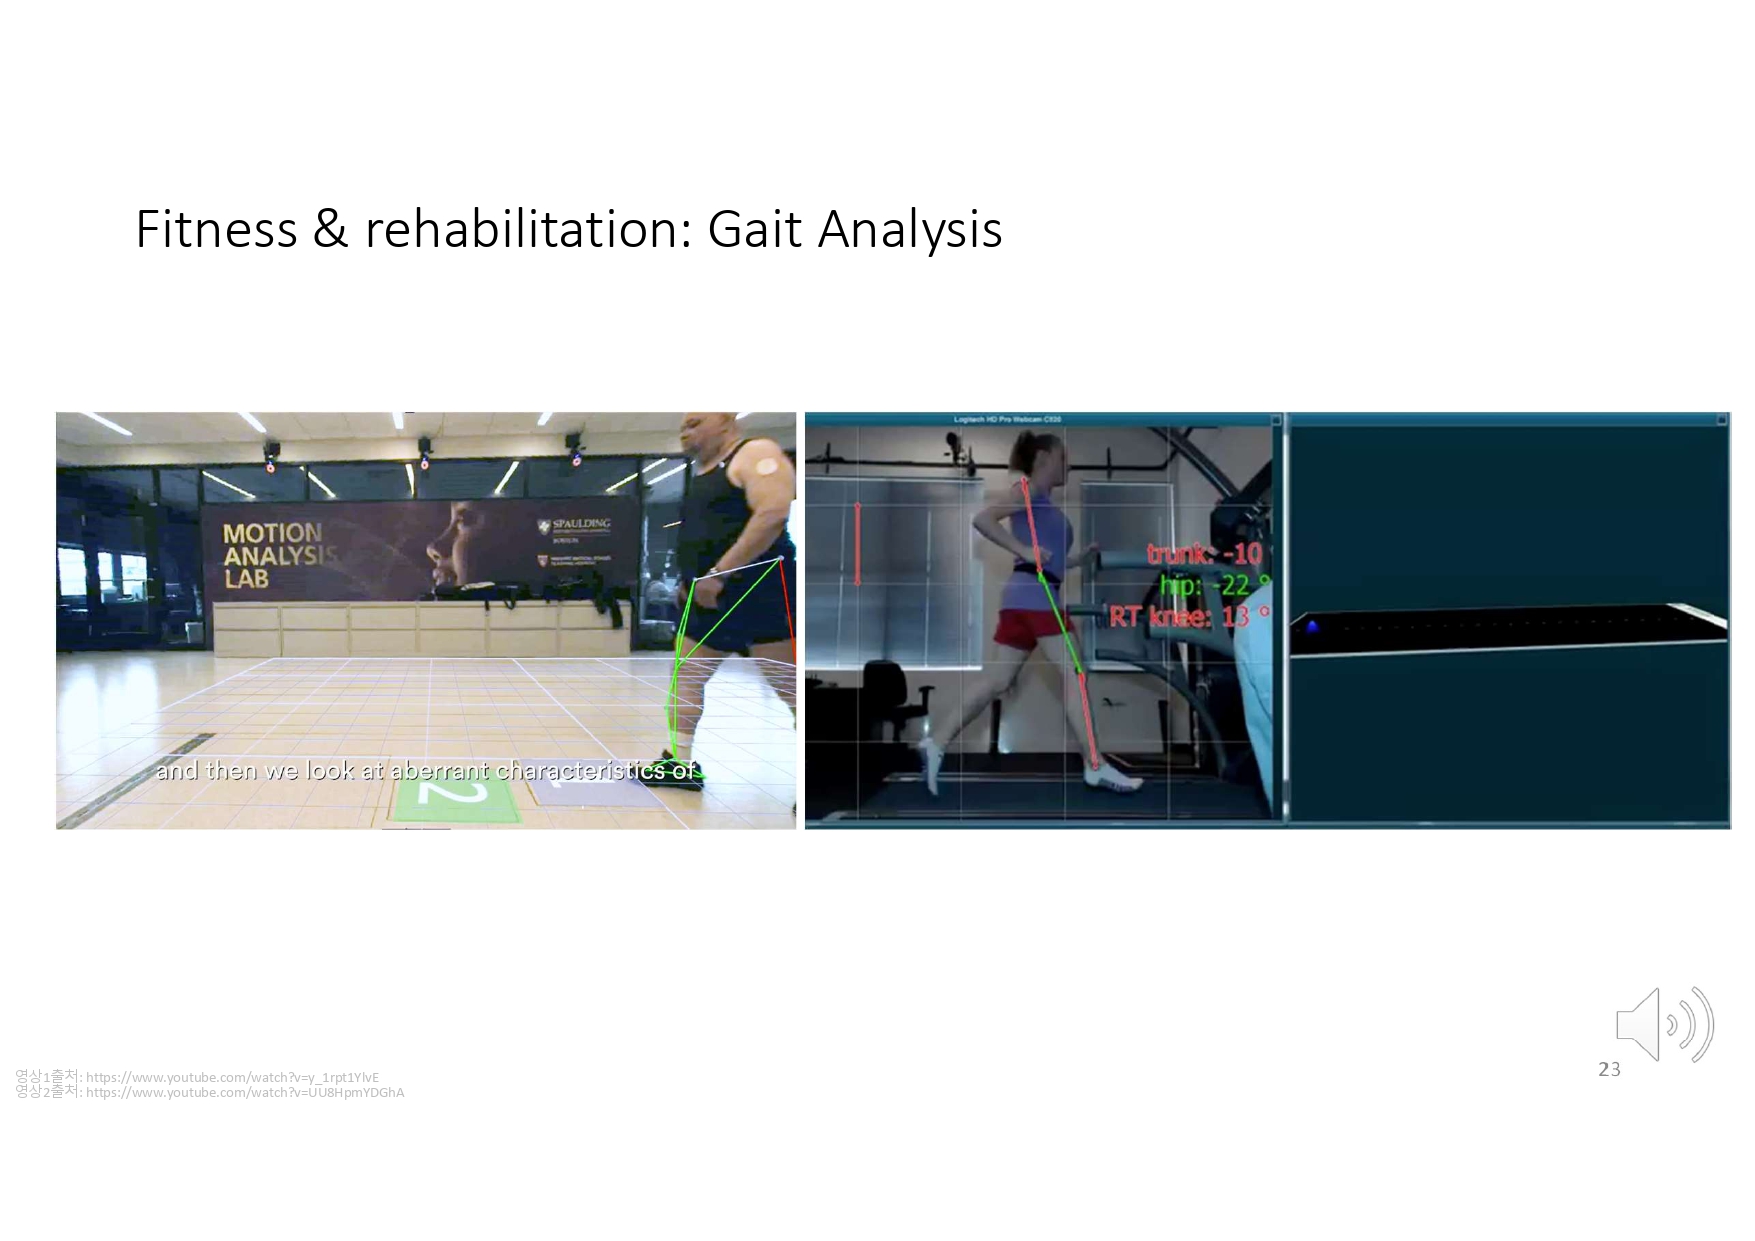 Fitness & rehabilitation: Gait Analysis
MOTION
ANALYSIS
LAB
SPAULDING
BOSTON
and then we look at aberrant characteristics of
2
1
Logitech HD Pro Webcam C920
trunk: -10
hip: -22 °
RT knee: 13 °
23
영상1출처: https://www.youtube.com/watch?v=y_1rpt1YlvE
영상2출처: https://www.youtube.com/watch?v=UU8HpmYDGhA